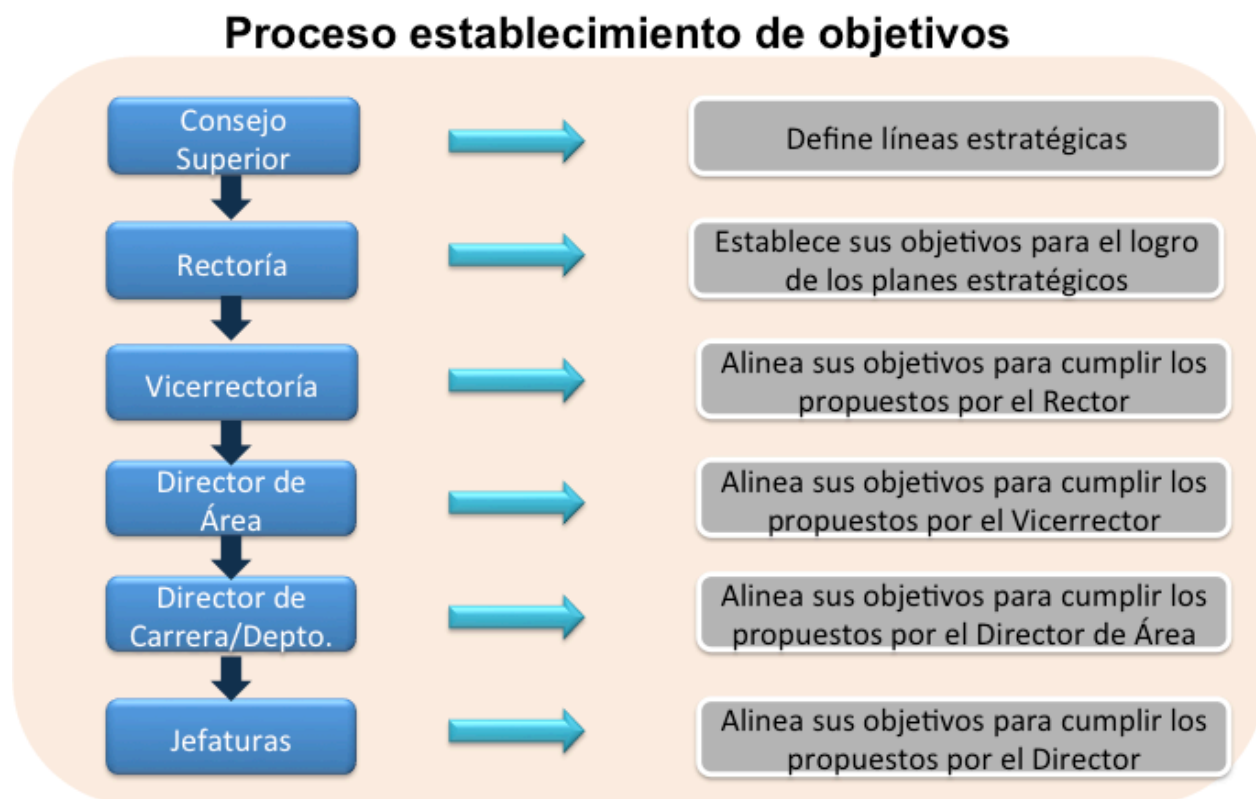 Proceso establecimiento de objetivos
Consejo
Superior
Define líneas estratégicas
Rectoría
Establece sus objetivos para el logro
de los planes estratégicos
Vicerrectoría
Alinea sus objetivos para cumplir los
propuestos por el Rector
Director de
Área
Alinea sus objetivos para cumplir los
propuestos por el Vicerrector
Director de
Carrera/Depto.
Alinea sus objetivos para cumplir los
propuestos por el Director de Área
Jefaturas
Alinea sus objetivos para cumplir los
propuestos por el Director